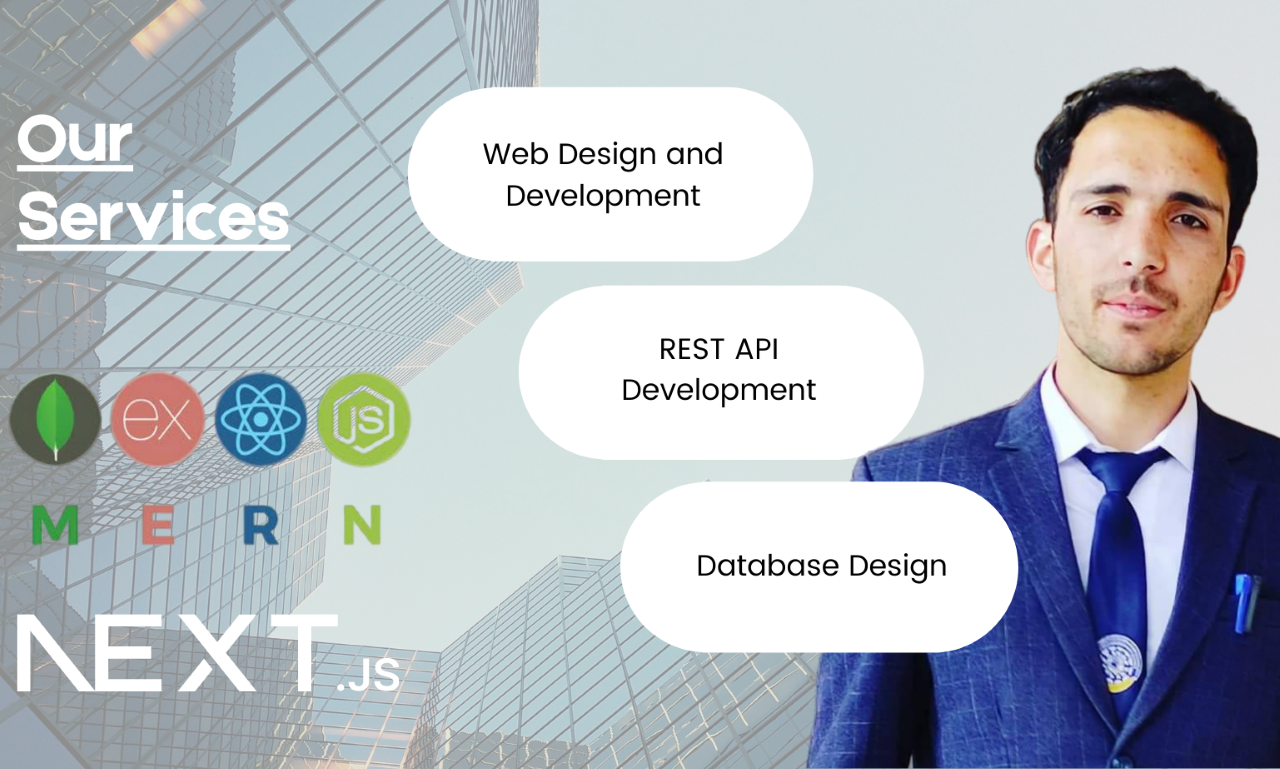 Our
Services
Web Design and
Development
REST API
Development
Database Design
ex
JS
M E R N
NEXT.JS